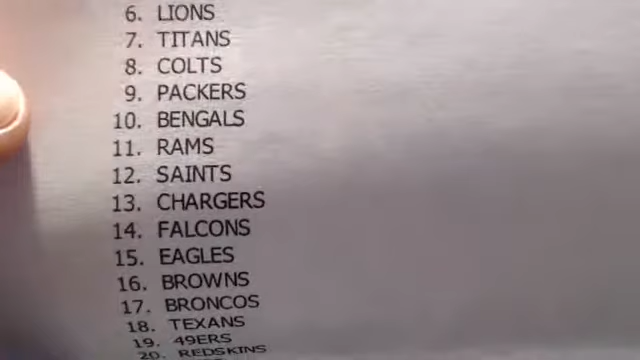 6. LIONS
7. TITANS
8. COLTS
9. PACKERS
10. BENGALS
11. RAMS
12. SAINTS
13. CHARGERS
14. FALCONS
15. EAGLES
16. BROWNS
17. BRONCOS
18. TEXANS
19. 49ERS
20. REDSKINS